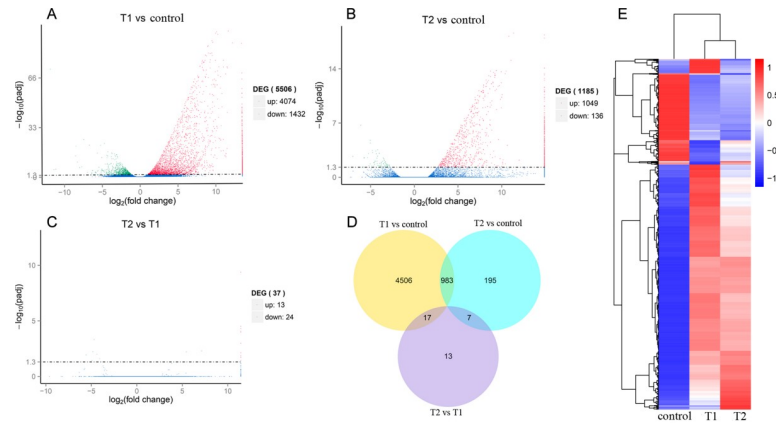 A
T1 vs control
− log10(padj)
66
33
1.3
0
-10
-5
0
5
10
log2(fold change)
DEG ( 5506 )
up: 4074
down: 1432
B
T2 vs control
− log10(padj)
14
7
1.3
0
-5
0
5
10
log2(fold change)
DEG ( 1185 )
up: 1049
down: 136
C
T2 vs T1
− log10(padj)
10
5
1.3
0
-10
-5
0
5
10
log2(fold change)
DEG ( 37 )
up: 13
down: 24
D
T1 vs control
T2 vs control
4506
983
195
17
7
13
T2 vs T1
E
1
0.5
0
−0.5
−1
control T1 T2